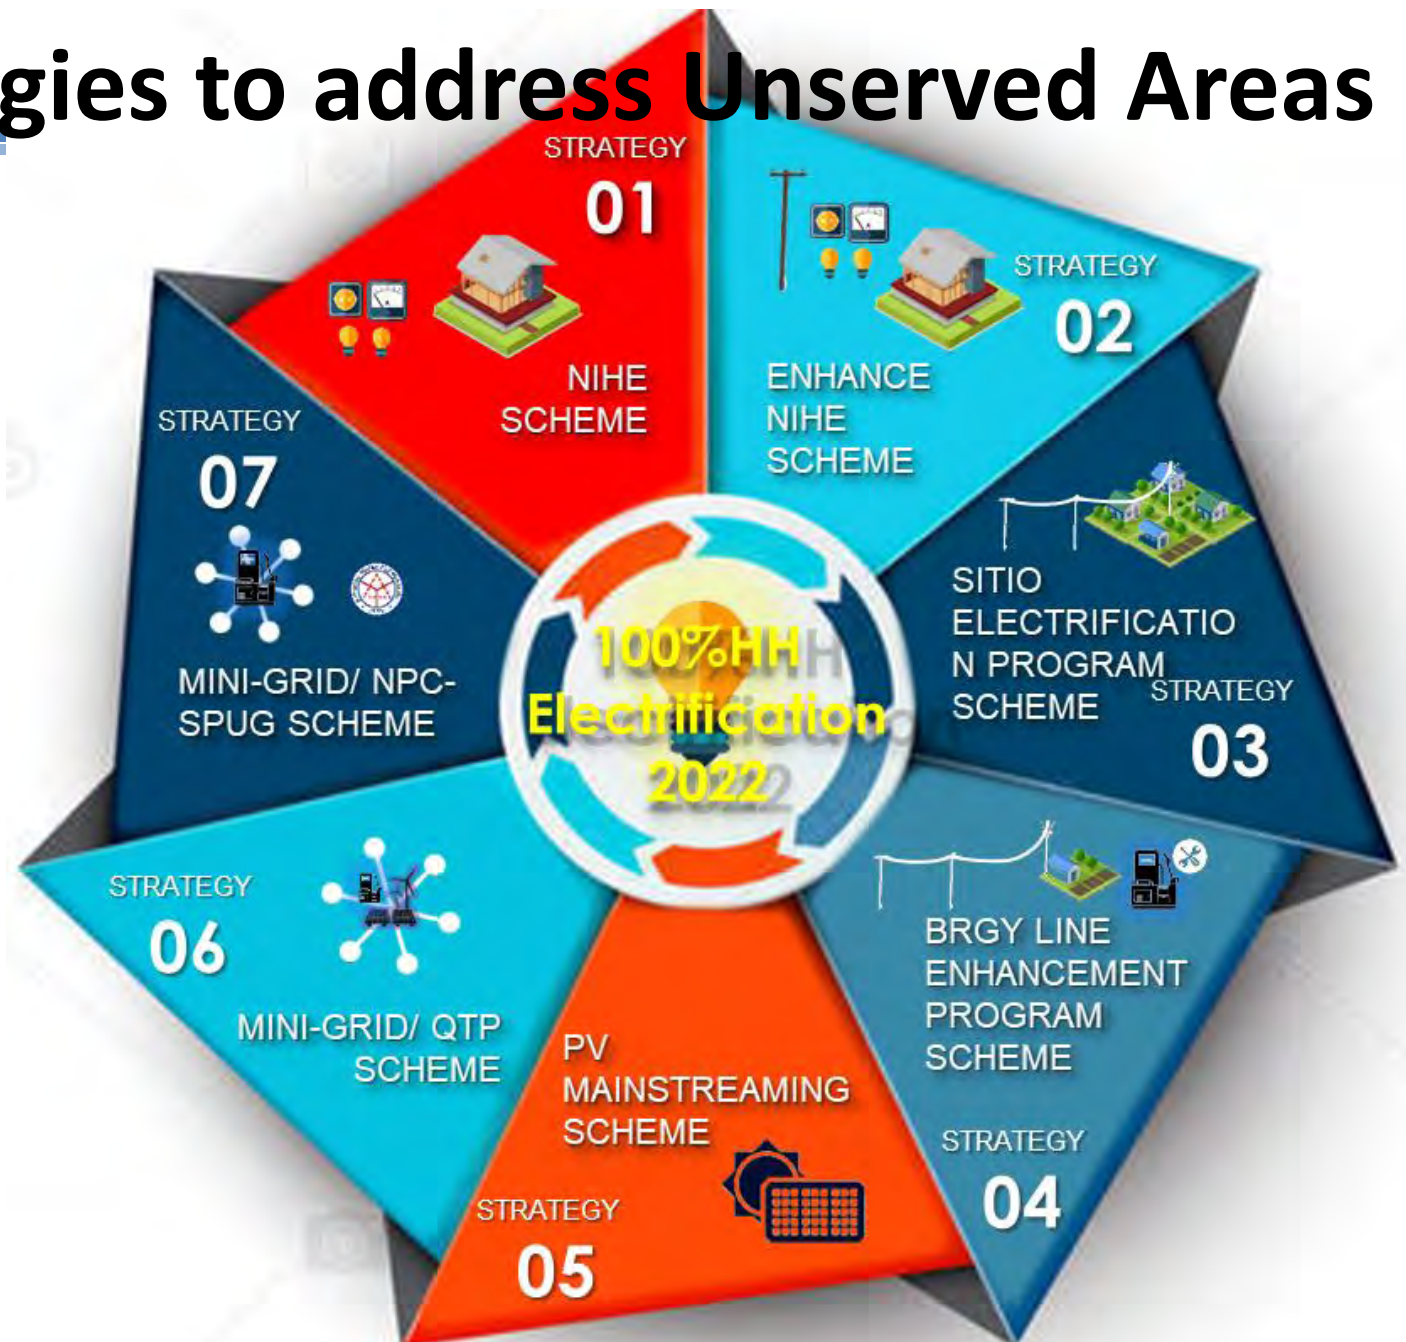 gies to address Unserved Areas
STRATEGY
01
NIHE
SCHEME
STRATEGY
02
ENHANCE
NIHE
SCHEME
SITIO
ELECTRIFICATIO
N PROGRAM
SCHEME
STRATEGY
03
BRGY LINE
ENHANCEMENT
PROGRAM
SCHEME
STRATEGY
04
PV
MAINSTREAMING
SCHEME
STRATEGY
05
STRATEGY
06
MINI-GRID/ QTP
SCHEME
STRATEGY
07
MINI-GRID/ NPC-
SPUG SCHEME
100%HH
Electrification
2022